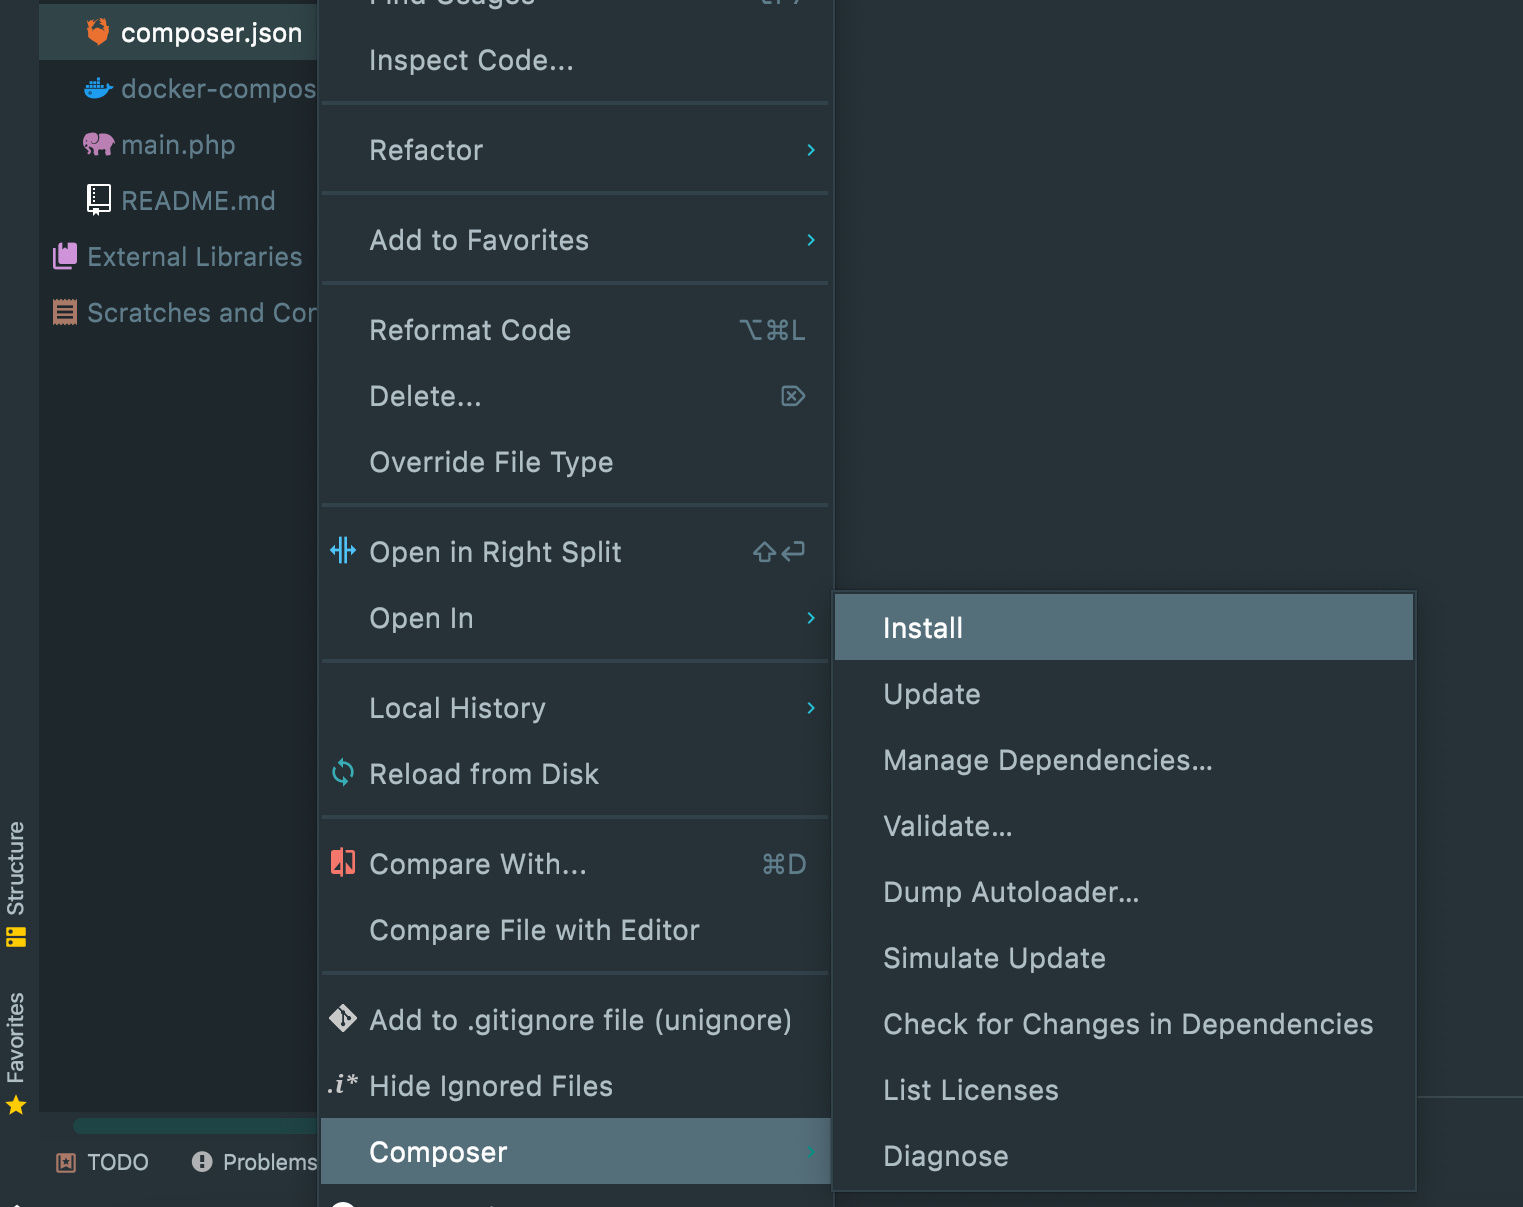 composer.json
docker-compos
main.php
README.md
External Libraries
Scratches and Cor
Structure
Favorites
TODO
Problems
Find Usages
Inspect Code...
Refactor
Add to Favorites
Reformat Code ⌥⌘L
Delete...
Override File Type
Open in Right Split
Open In
Local History
Reload from Disk
Compare With... ⌘D
Compare File with Editor
Add to .gitignore file (unignore)
.i* Hide Ignored Files
Composer
Install
Update
Manage Dependencies...
Validate...
Dump Autoloader...
Simulate Update
Check for Changes in Dependencies
List Licenses
Diagnose